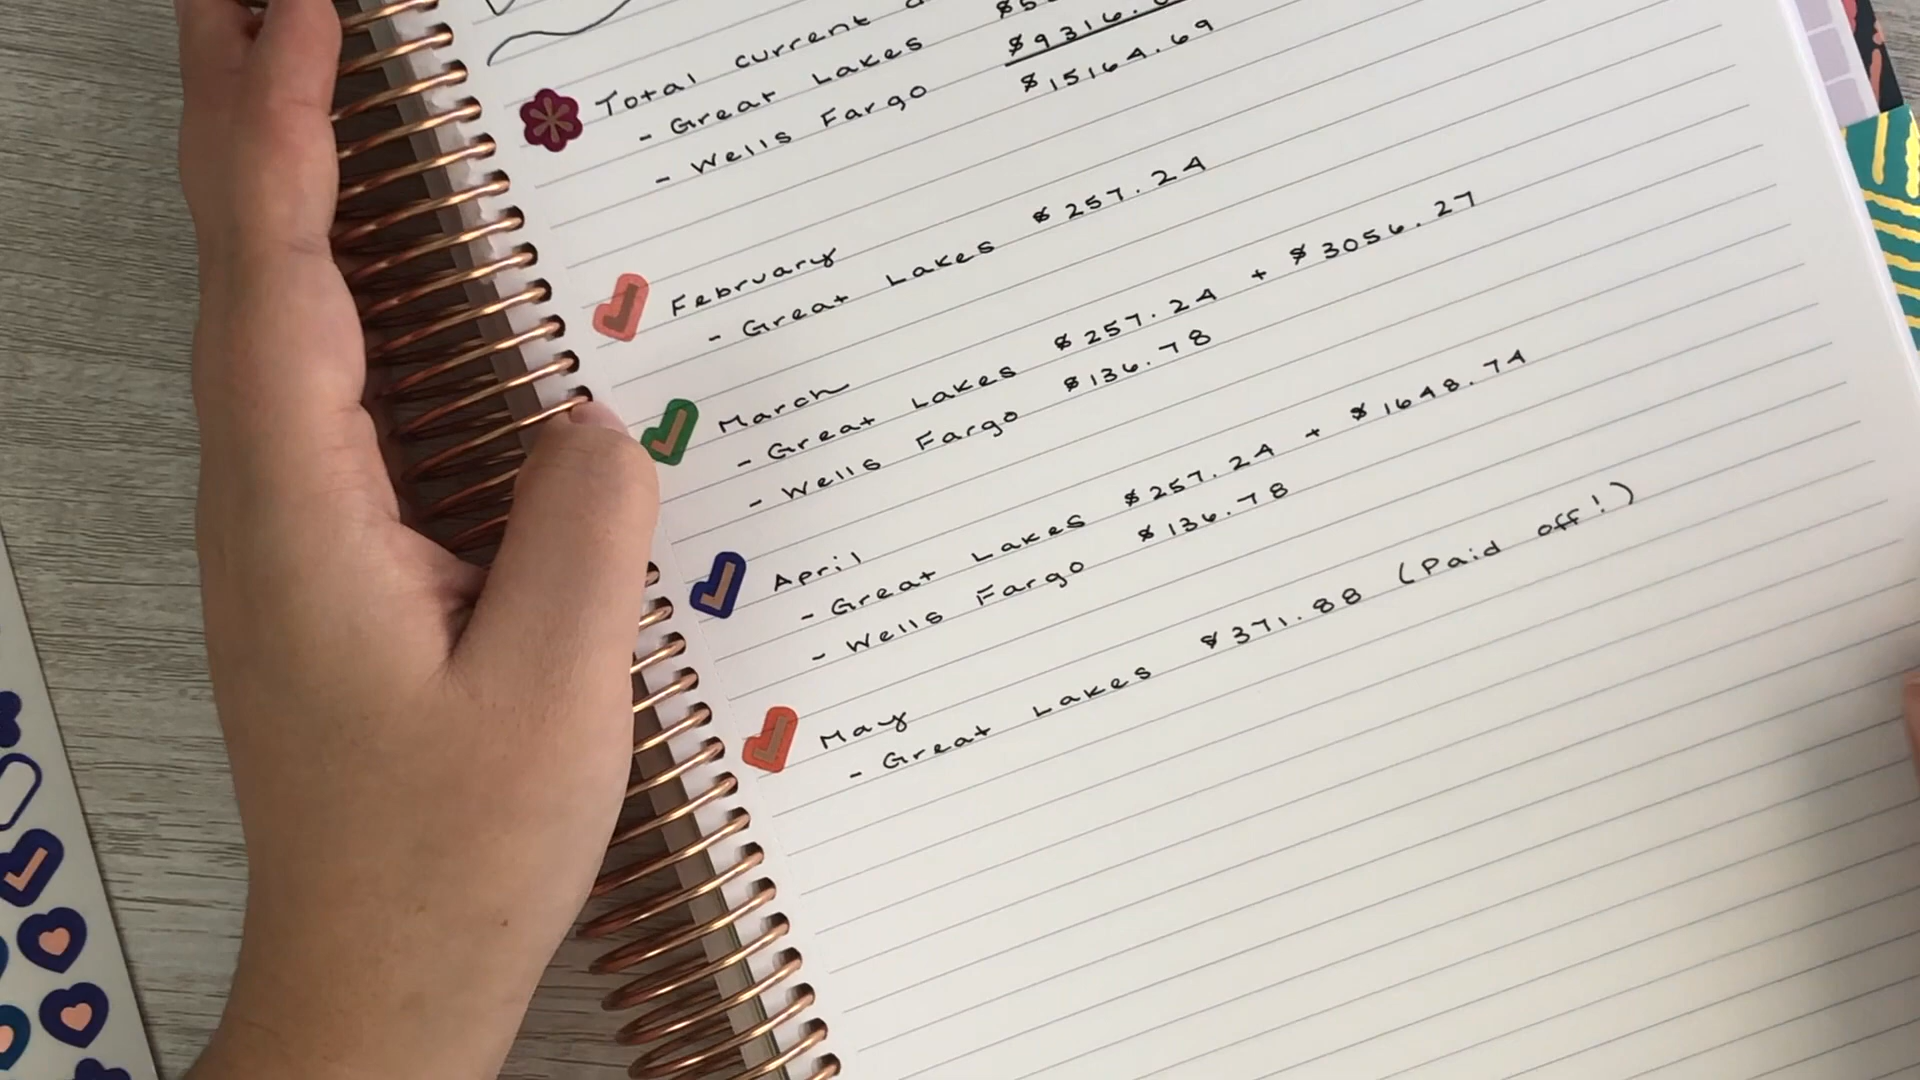 Total current
- Great Lakes
- Wells Fargo $9316.
$15164.69
February
- Great Lakes $257.24
March
- Great Lakes $257.24 + $3056.27
- Wells Fargo $136.78
April
- Great Lakes $257.24 + $1648.74
- Wells Fargo $136.78
May
- Great Lakes $371.88 (Paid off!)